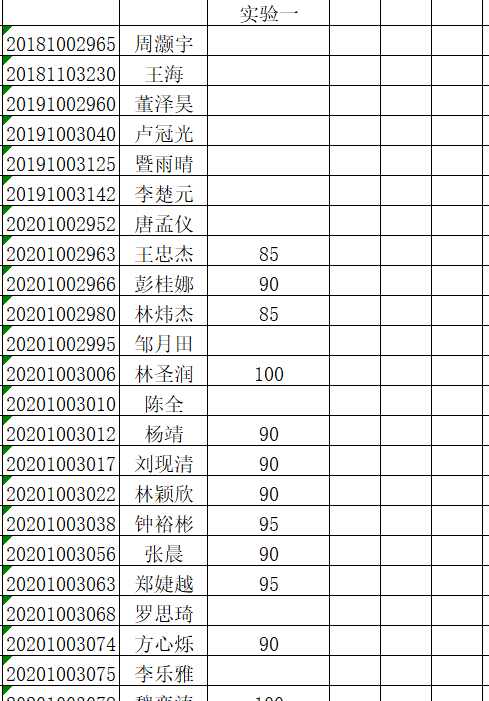 实验一
20181002965 周灏宇
20181103230 王海
20191002960 董泽昊
20191003040 卢冠光
20191003125 暨雨晴
20191003142 李楚元
20201002952 唐孟仪
20201002963 王忠杰 85
20201002966 彭桂娜 90
20201002980 林炜杰 85
20201002995 邹月田
20201003006 林圣润 100
20201003010 陈全
20201003012 杨靖 90
20201003017 刘现清 90
20201003022 林颖欣 90
20201003038 钟裕彬 95
20201003056 张晨 90
20201003063 郑婕越 95
20201003068 罗思琦
20201003074 方心烁 90
20201003075 李乐雅
100